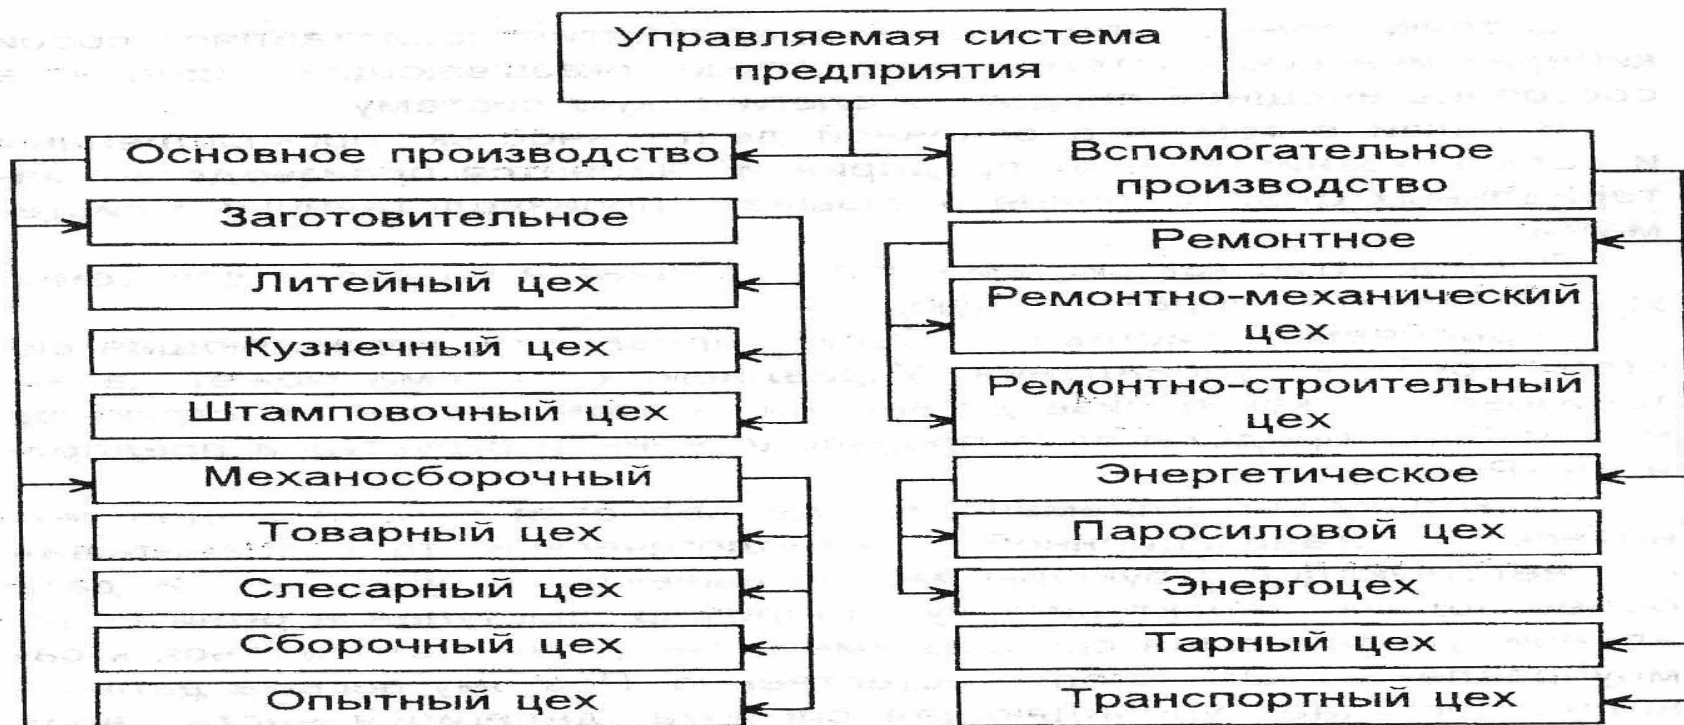 Управляемая система
предприятия
Основное производство
Заготовительное
Литейный цех
Кузнечный цех
Штамповочный цех
Механосборочный
Товарный цех
Слесарный цех
Сборочный цех
Опытный цех
Вспомогательное
производство
Ремонтное
Ремонтно-механический
цех
Ремонтно-строительный
цех
Энергетическое
Паросиловой цех
Энергоцех
Тарный цех
Транспортный цех